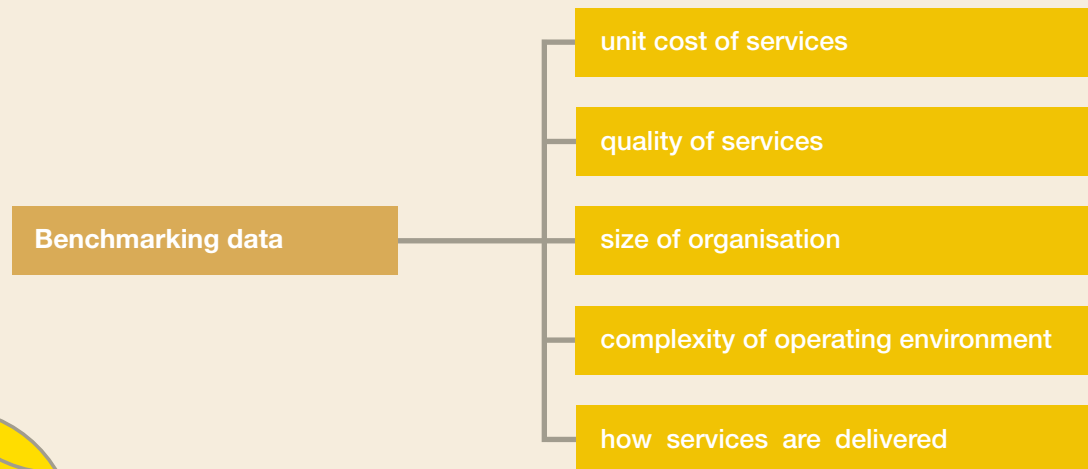 Benchmarking data
unit cost of services
quality of services
size of organisation
complexity of operating environment
how services are delivered